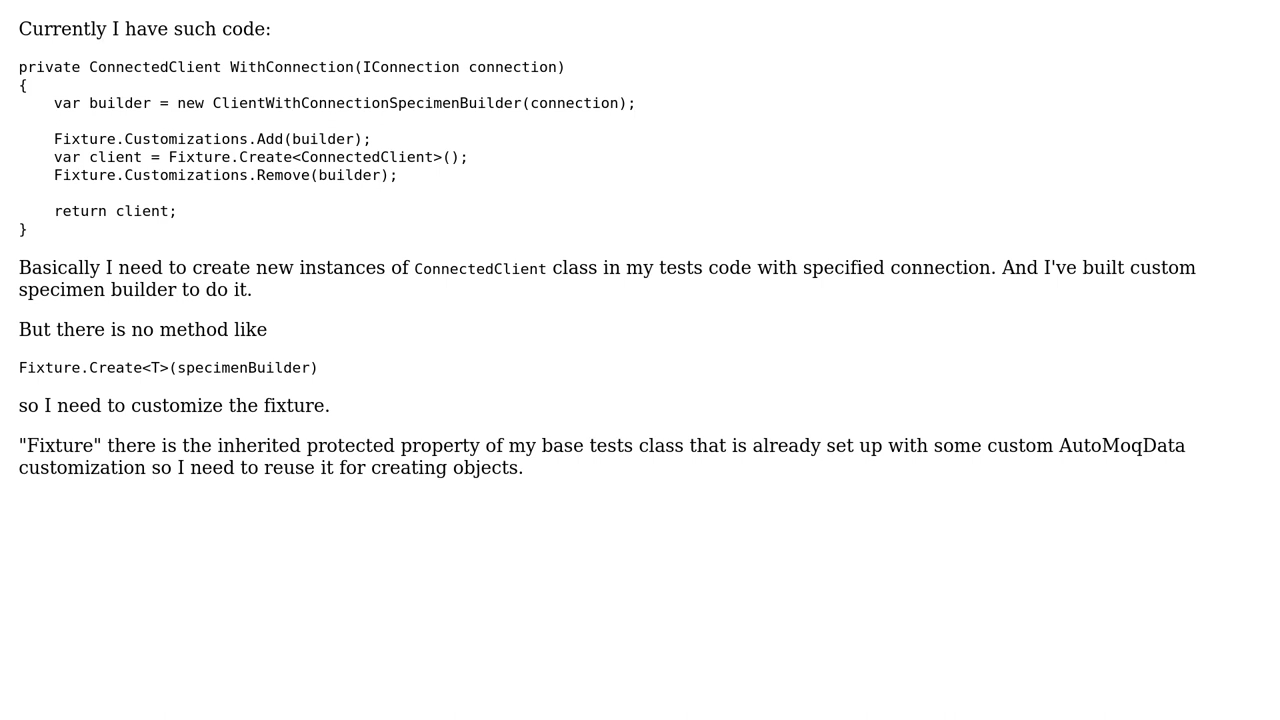 Currently I have such code:
private ConnectedClient WithConnection(IConnection connection)
{
    var builder = new ClientWithConnectionSpecimenBuilder(connection);
    Fixture.Customizations.Add(builder);
    var client = Fixture.Create<ConnectedClient>();
    Fixture.Customizations.Remove(builder);
    return client;
}
Basically I need to create new instances of ConnectedClient class in my tests code with specified connection. And I've built custom
specimen builder to do it.
But there is no method like
Fixture.Create<T>(specimenBuilder)
so I need to customize the fixture.
"Fixture" there is the inherited protected property of my base tests class that is already set up with some custom AutoMoqData
customization so I need to reuse it for creating objects.